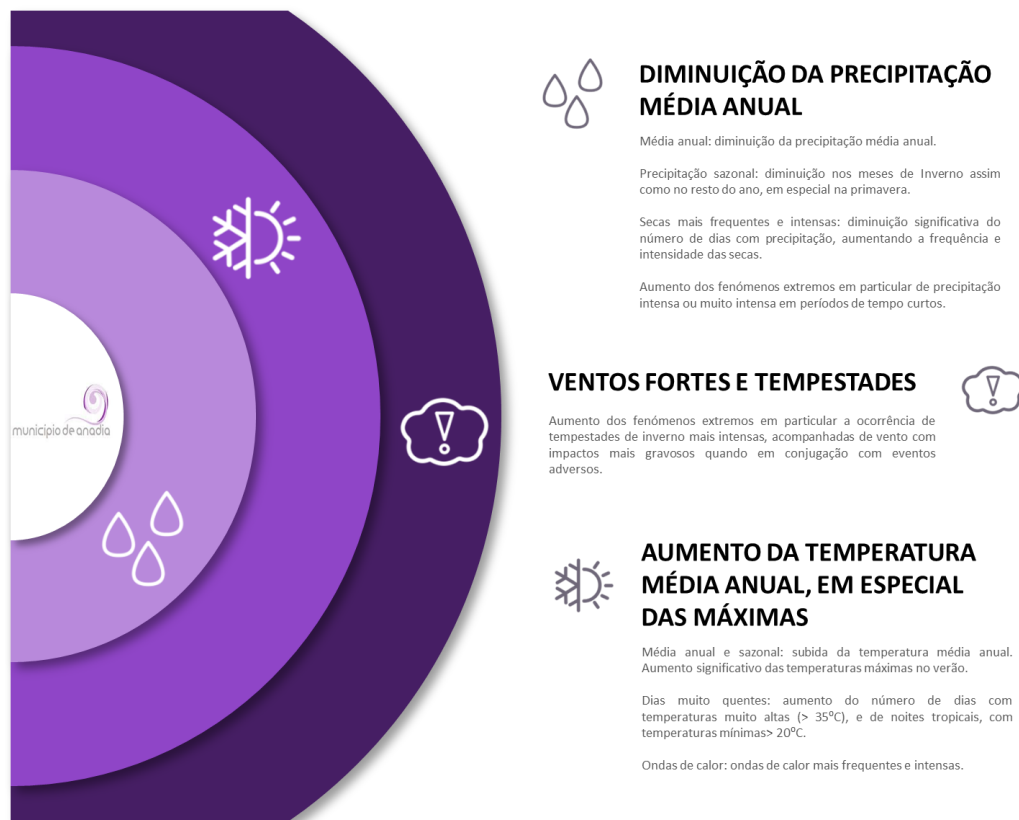 município de anadia
DIMINUIÇÃO DA PRECIPITAÇÃO
MÉDIA ANUAL
Média anual: diminuição da precipitação média anual.
Precipitação sazonal: diminuição nos meses de Inverno assim
como no resto do ano, em especial na primavera.
Secas mais frequentes e intensas: diminuição significativa do
número de dias com precipitação, aumentando a frequência e
intensidade das secas.
Aumento dos fenómenos extremos em particular de precipitação
intensa ou muito intensa em períodos de tempo curtos.
VENTOS FORTES E TEMPESTADES
Aumento dos fenómenos extremos em particular a ocorrência de
tempestades de inverno mais intensas, acompanhadas de vento com
impactos mais gravosos quando em conjugação com eventos
adversos.
AUMENTO DA TEMPERATURA
MÉDIA ANUAL, EM ESPECIAL
DAS MÁXIMAS
Média anual e sazonal: subida da temperatura média anual.
Aumento significativo das temperaturas máximas no verão.
Dias muito quentes: aumento do número de dias com
temperaturas muito altas (> 35ºC), e de noites tropicais, com
temperaturas mínimas> 20ºC.
Ondas de calor: ondas de calor mais frequentes e intensas.